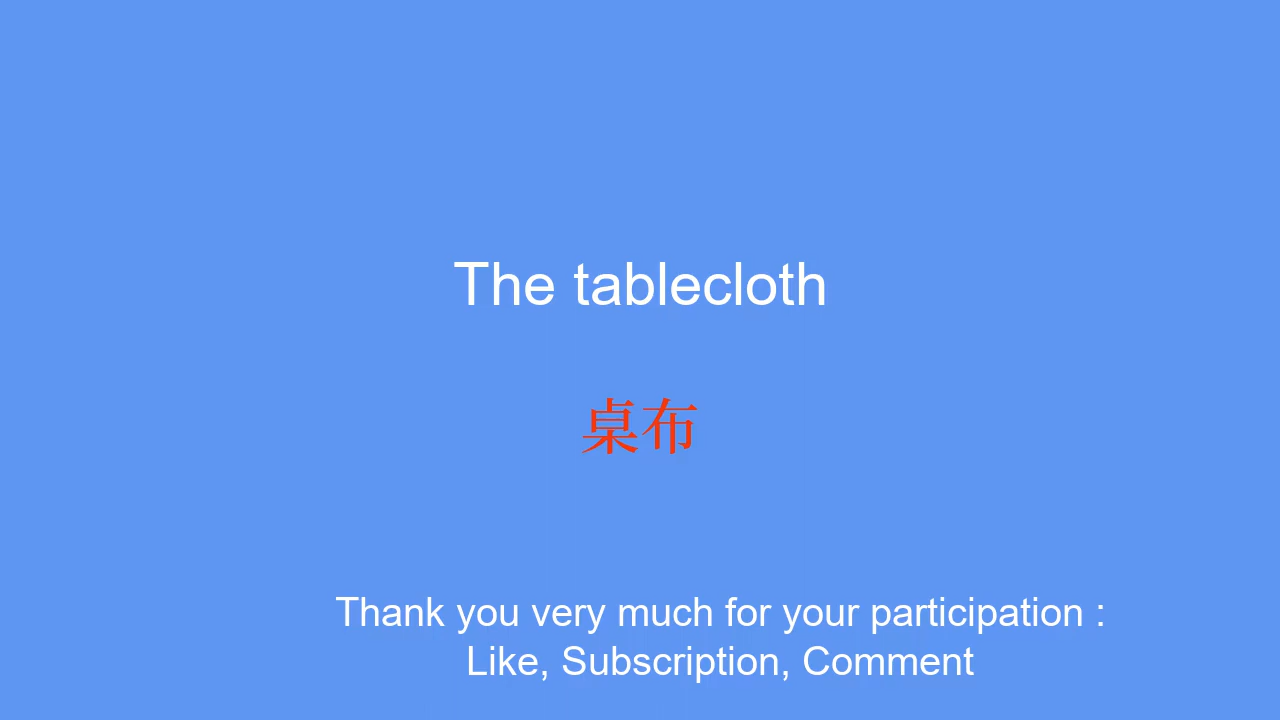 The tablecloth
桌布
Thank you very much for your participation :
Like, Subscription, Comment